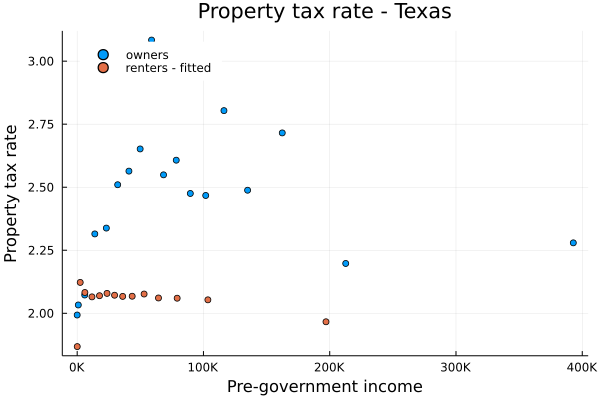 Property tax rate - Texas
owners
renters - fitted
3.00
2.75
2.50
2.25
2.00
Property tax rate
0K 100K 200K 300K 400K
Pre-government income